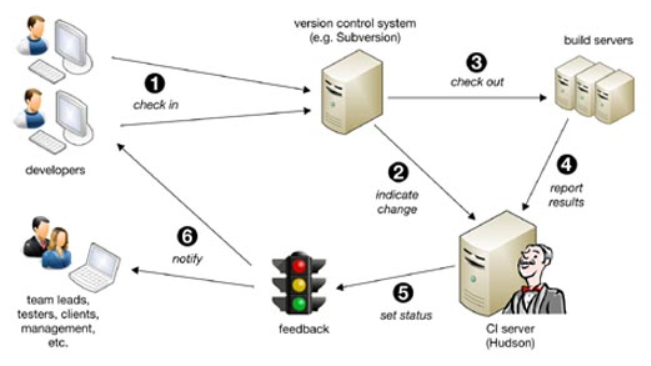 version control system
(e.g. Subversion)
build servers
1
check in
3
check out
developers
2
indicate
change
4
report
results
6
notify
team leads,
testers, clients,
management,
etc.
feedback
5
set status
CI server
(Hudson)